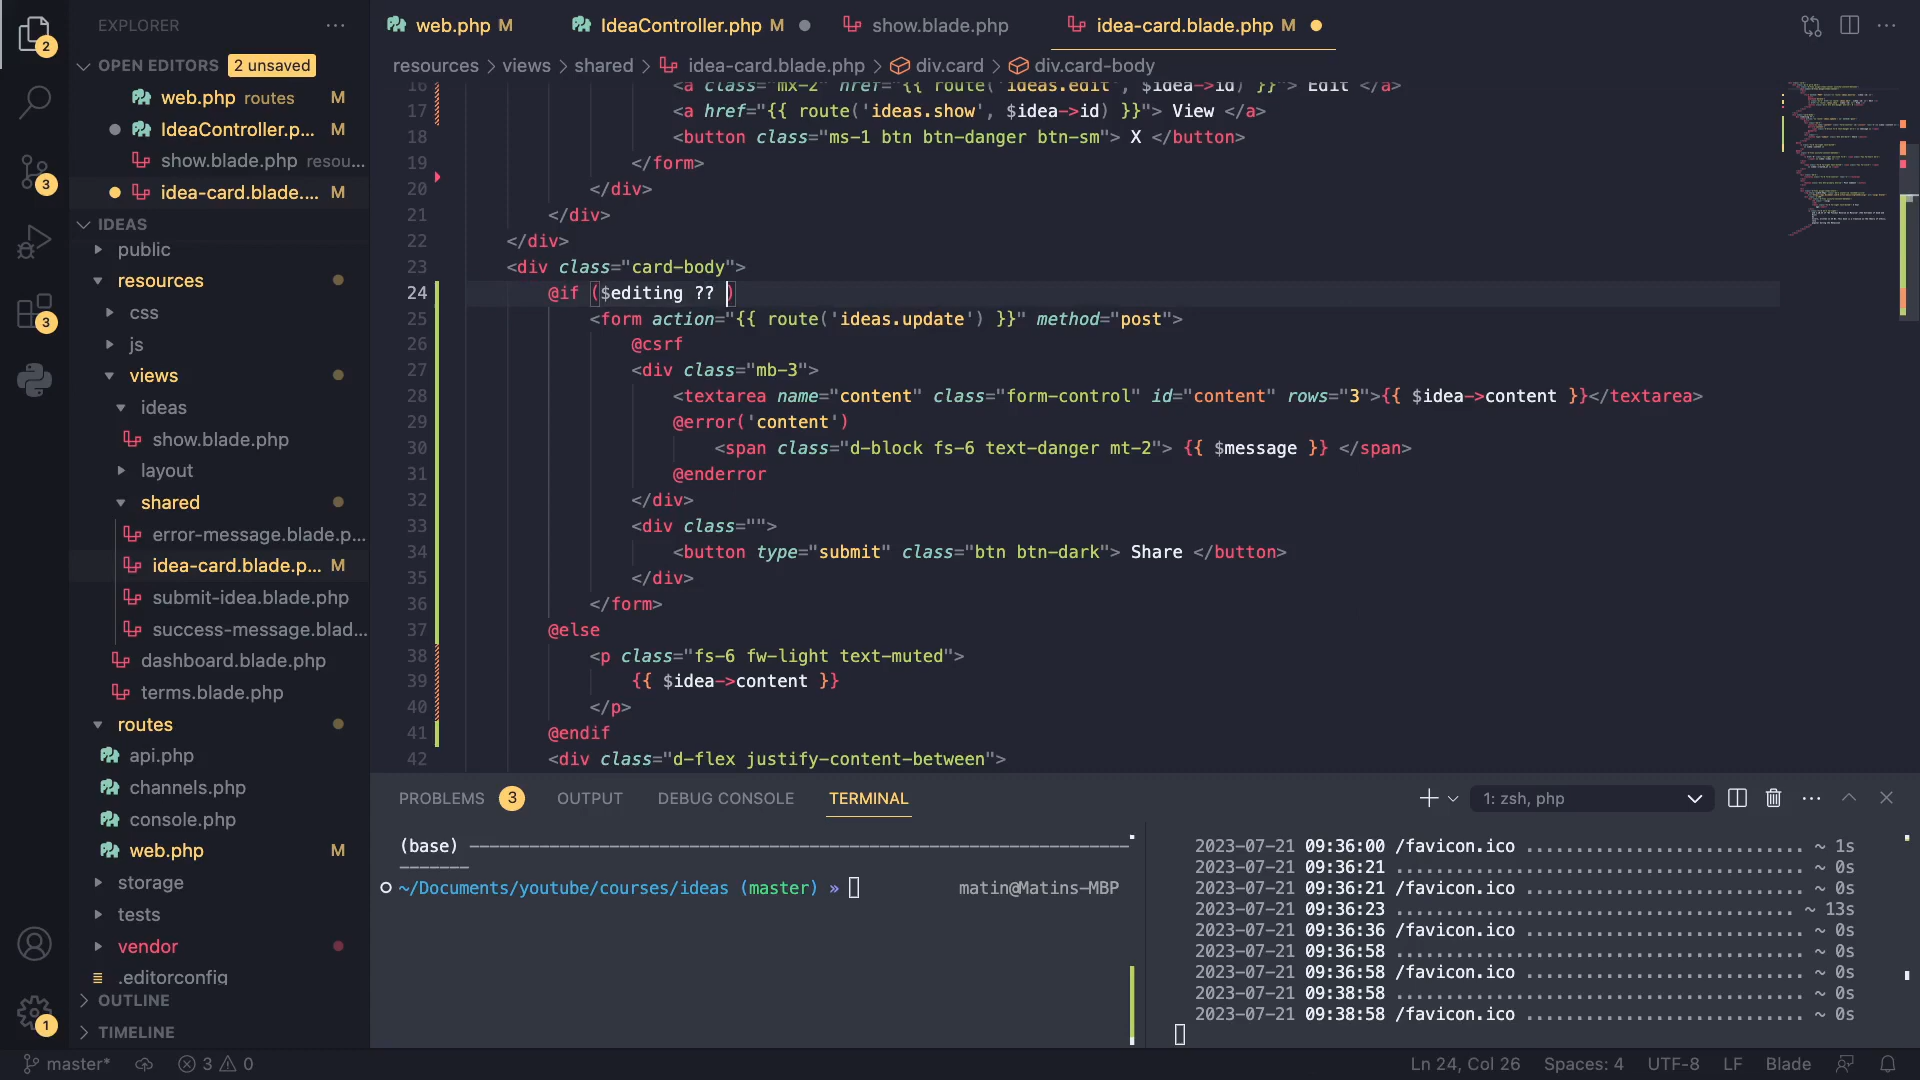 EXPLORER
web.php M
IdeaController.php M
show.blade.php
idea-card.blade.php M
2
OPEN EDITORS 2 unsaved
resources > views > shared > idea-card.blade.php > div.card > div.card-body
web.php routes M
IdeaController.p... M
show.blade.php resou...
idea-card.blade.... M
3
3
IDEAS
public
resources
css
js
views
ideas
show.blade.php
layout
shared
error-message.blade.p...
idea-card.blade.p... M
submit-idea.blade.php
success-message.blad...
dashboard.blade.php
terms.blade.php
routes
api.php
channels.php
console.php
web.php M
storage
tests
vendor
.editorconfig
OUTLINE
TIMELINE
1
16 <a class="mx-2" href="{{ route('ideas.edit', $idea->id) }}"> Edit </a>
17 <a href="{{ route('ideas.show', $idea->id) }}"> View </a>
18 <button class="ms-1 btn btn-danger btn-sm"> X </button>
19 </form>
20 </div>
21 </div>
22 </div>
23 <div class="card-body">
24 @if ($editing ?? )
25 <form action="{{ route('ideas.update') }}" method="post">
26 @csrf
27 <div class="mb-3">
28 <textarea name="content" class="form-control" id="content" rows="3">{{ $idea->content }}</textarea>
29 @error('content')
30 <span class="d-block fs-6 text-danger mt-2"> {{ $message }} </span>
31 @enderror
32 </div>
33 <div class="">
34 <button type="submit" class="btn btn-dark"> Share </button>
35 </div>
36 </form>
37 @else
38 <p class="fs-6 fw-light text-muted">
39 {{ $idea->content }}
40 </p>
41 @endif
42 <div class="d-flex justify-content-between">
PROBLEMS 3 OUTPUT DEBUG CONSOLE TERMINAL
1: zsh, php
(base)
~/Documents/youtube/courses/ideas (master) » matin@Matins-MBP
2023-07-21 09:36:00 /favicon.ico ............................ ~ 1s
2023-07-21 09:36:21 ......................................... ~ 0s
2023-07-21 09:36:21 /favicon.ico ............................ ~ 0s
2023-07-21 09:36:23 ........................................ ~ 13s
2023-07-21 09:36:36 /favicon.ico ............................ ~ 0s
2023-07-21 09:36:58 ......................................... ~ 0s
2023-07-21 09:36:58 /favicon.ico ............................ ~ 0s
2023-07-21 09:38:58 ......................................... ~ 0s
2023-07-21 09:38:58 /favicon.ico ............................ ~ 0s
master* 3 0
Ln 24, Col 26 Spaces: 4 UTF-8 LF Blade